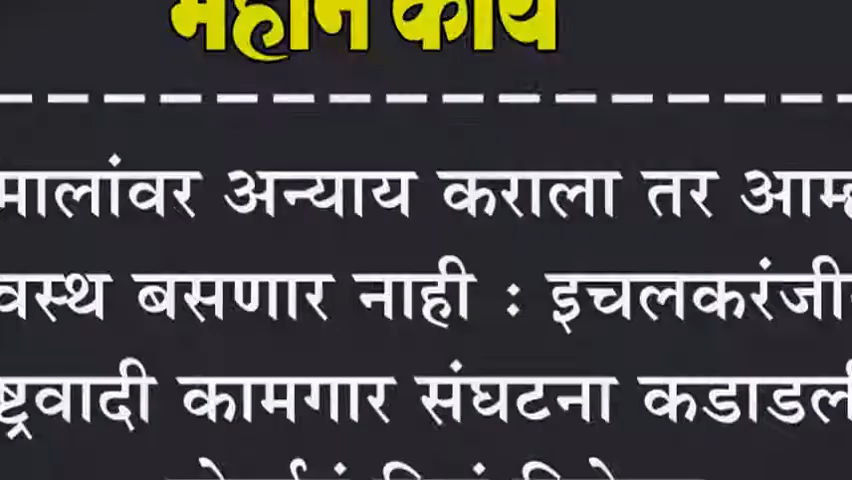 महान कार्य
मालांवर अन्याय कराला तर आम्ह
वस्थ बसणार नाही : इचलकरंजीत
ष्ट्रवादी कामगार संघटना कडाडली